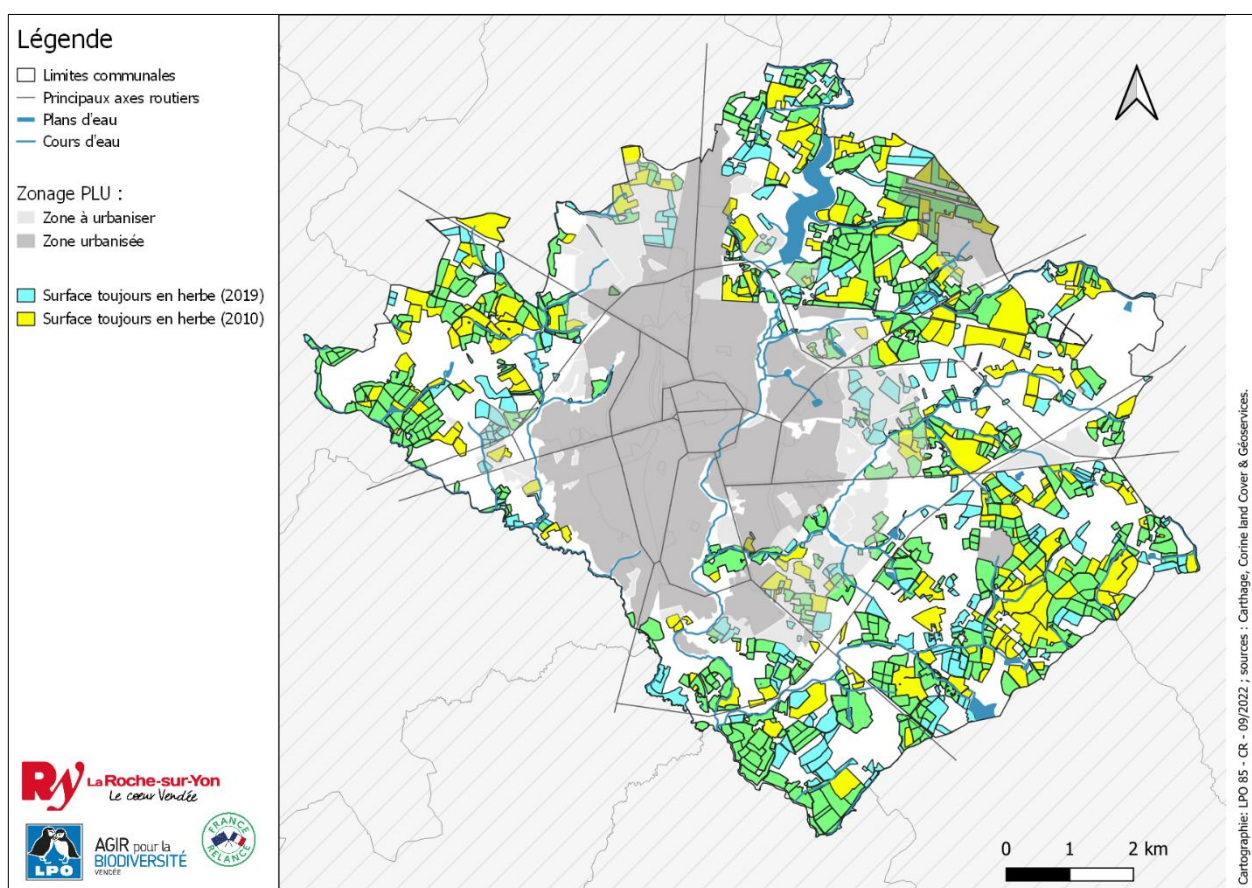 Légende
Limites communales
Principaux axes routiers
Plans d'eau
Cours d'eau
Zonage PLU :
Zone à urbaniser
Zone urbanisée
Surface toujours en herbe (2019)
Surface toujours en herbe (2010)
Ry La Roche-sur-Yon
Le cœur Vendée
LPO
AGIR pour la
BIODIVERSITÉ
VENDÉE
FRANCE
RELANCE
0 1 2 km
Cartographie: LPO 85 - CR - 09/2022 ; sources : Carthage, Corine land Cover & Géoservices.